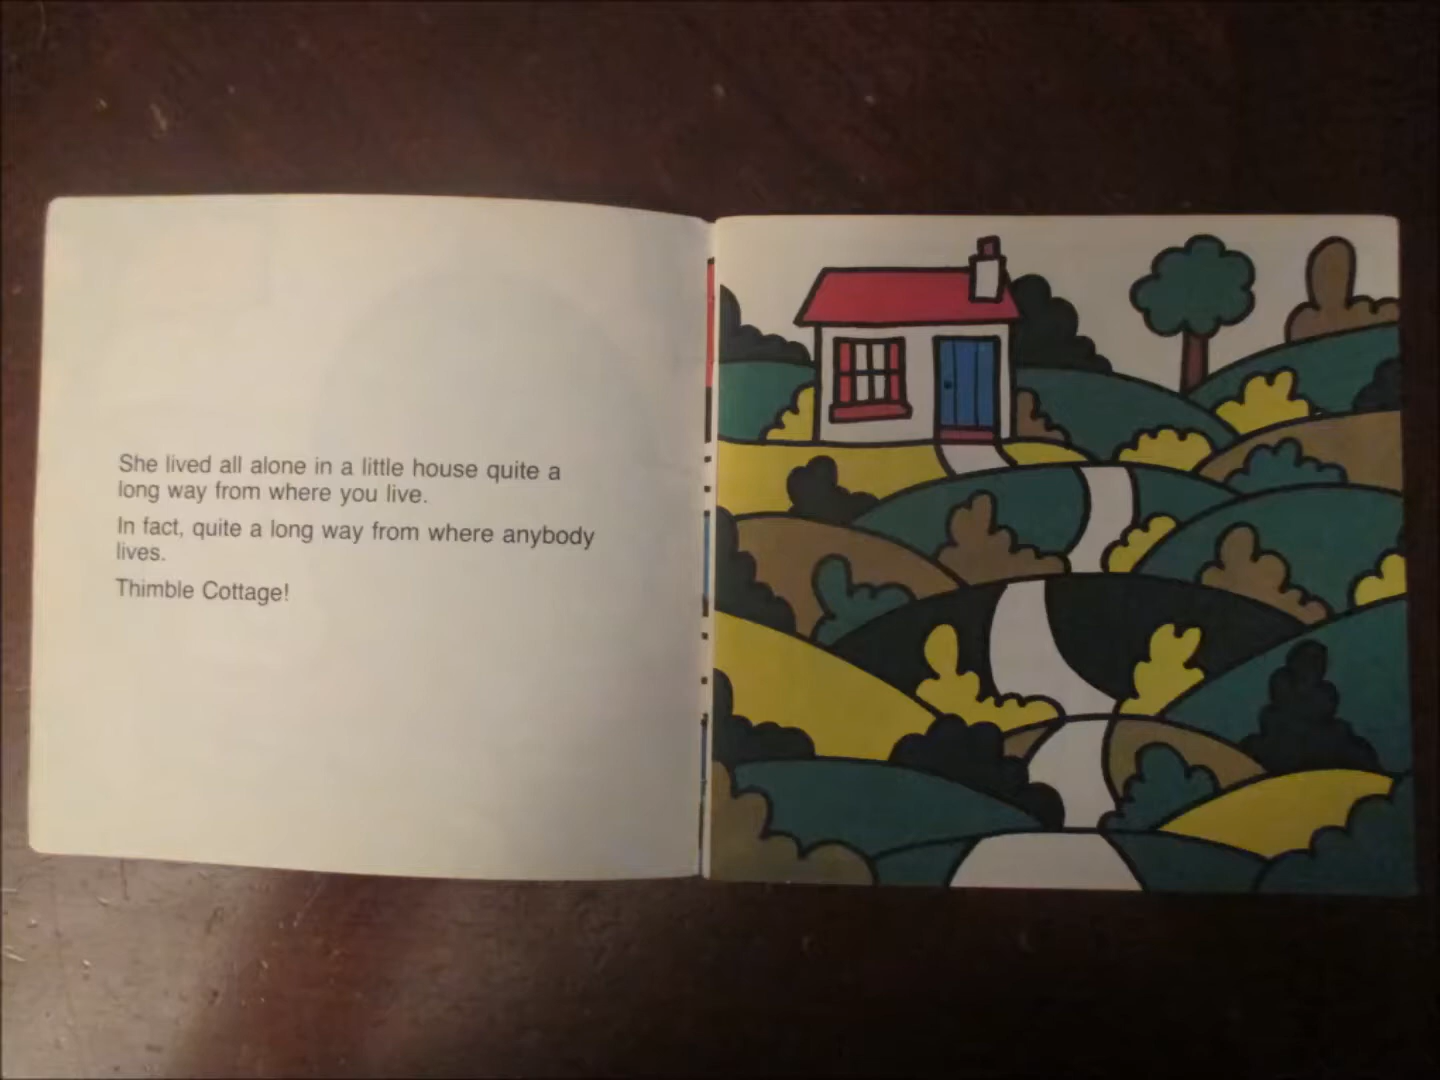 She lived all alone in a little house quite a
long way from where you live.
In fact, quite a long way from where anybody
lives.
Thimble Cottage!